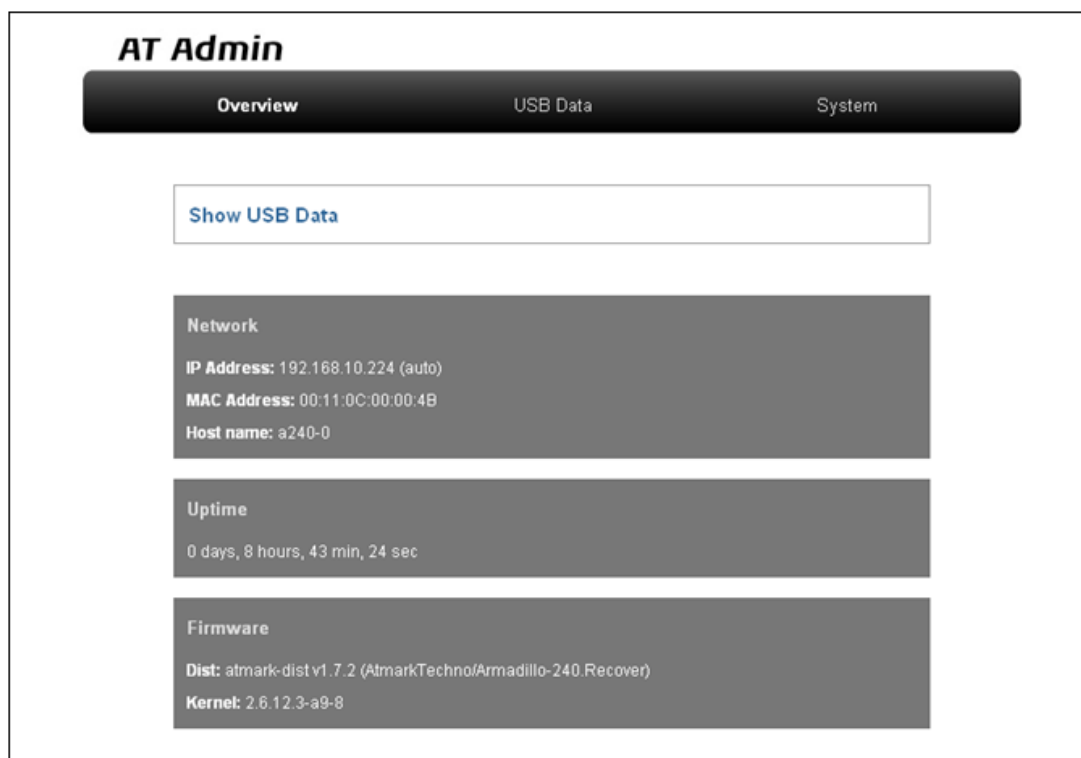 AT Admin
Overview USB Data System
Show USB Data
Network
IP Address: 192.168.10.224 (auto)
MAC Address: 00:11:0C:00:00:4B
Host name: a240-0
Uptime
0 days, 8 hours, 43 min, 24 sec
Firmware
Dist: atmark-dist v1.7.2 (AtmarkTechno/Armadillo-240.Recover)
Kernel: 2.6.12.3-a9-8